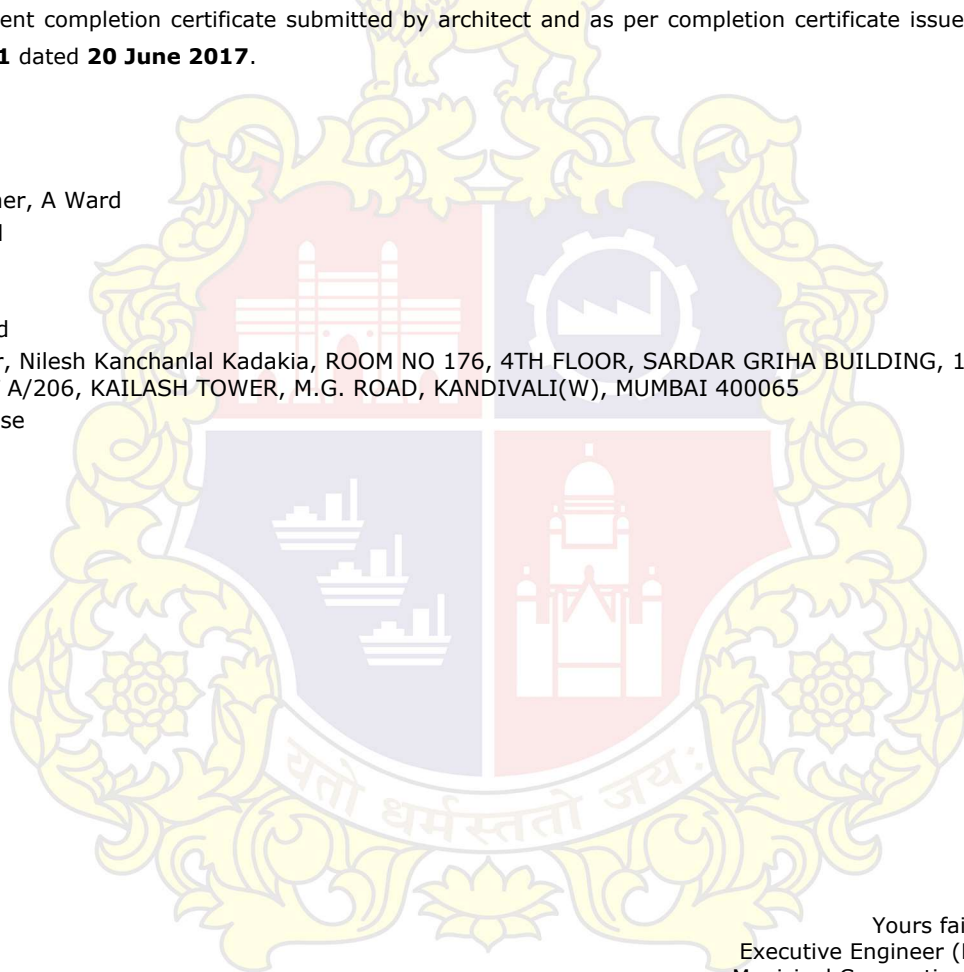 ent completion certificate submitted by architect and as per completion certificate issue
1 dated 20 June 2017.
er, A Ward
d
r, Nilesh Kanchanlal Kadakia, ROOM NO 176, 4TH FLOOR, SARDAR GRIHA BUILDING, 1
A/206, KAILASH TOWER, M.G. ROAD, KANDIVALI(W), MUMBAI 400065
se
यतो धर्मस्ततो जय:
Yours fai
Executive Engineer (